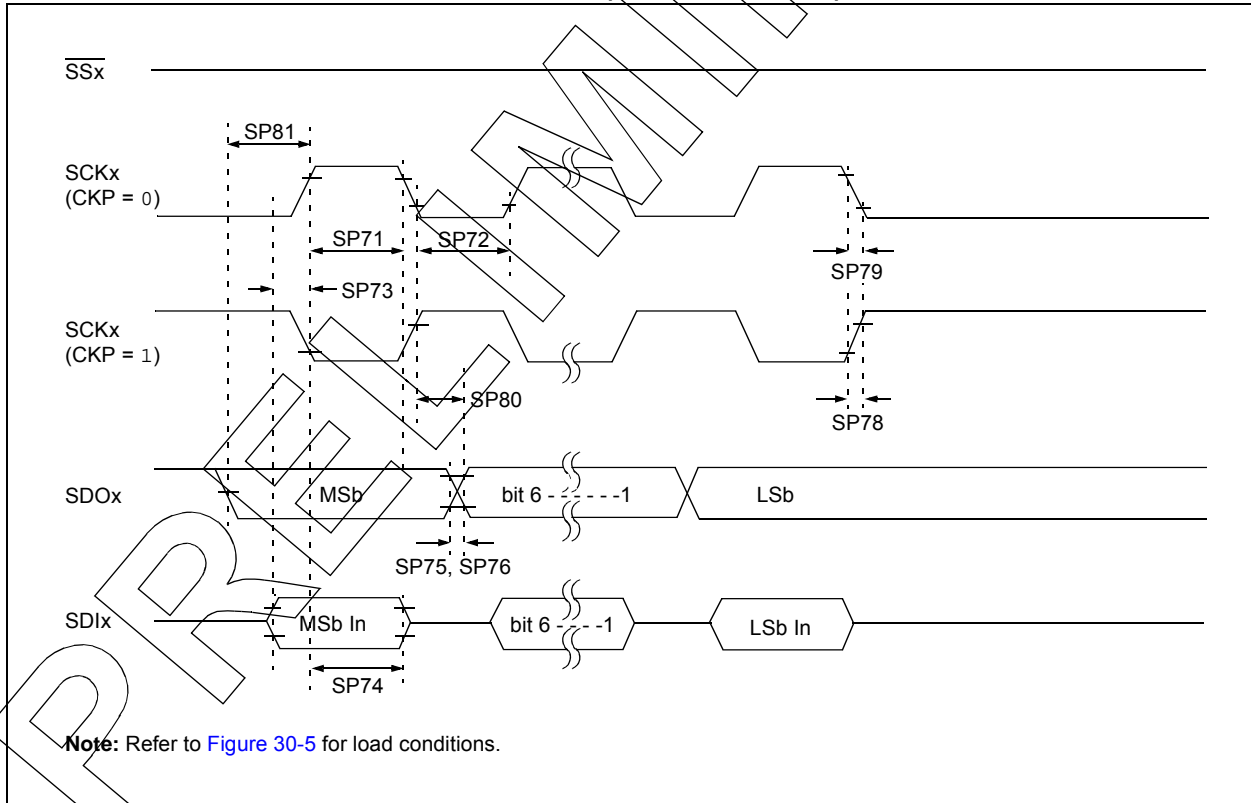 SSx
SP81
SCKx
(CKP = 0)
SP71
SP72
SP79
SP73
SCKx
(CKP = 1)
SP80
SP78
SDOx
MSb
bit 6 - - - - - - -1
LSb
SP75, SP76
SDIx
MSb In
bit 6 - - - - -1
LSb In
SP74
Note: Refer to Figure 30-5 for load conditions.
PRELIMI